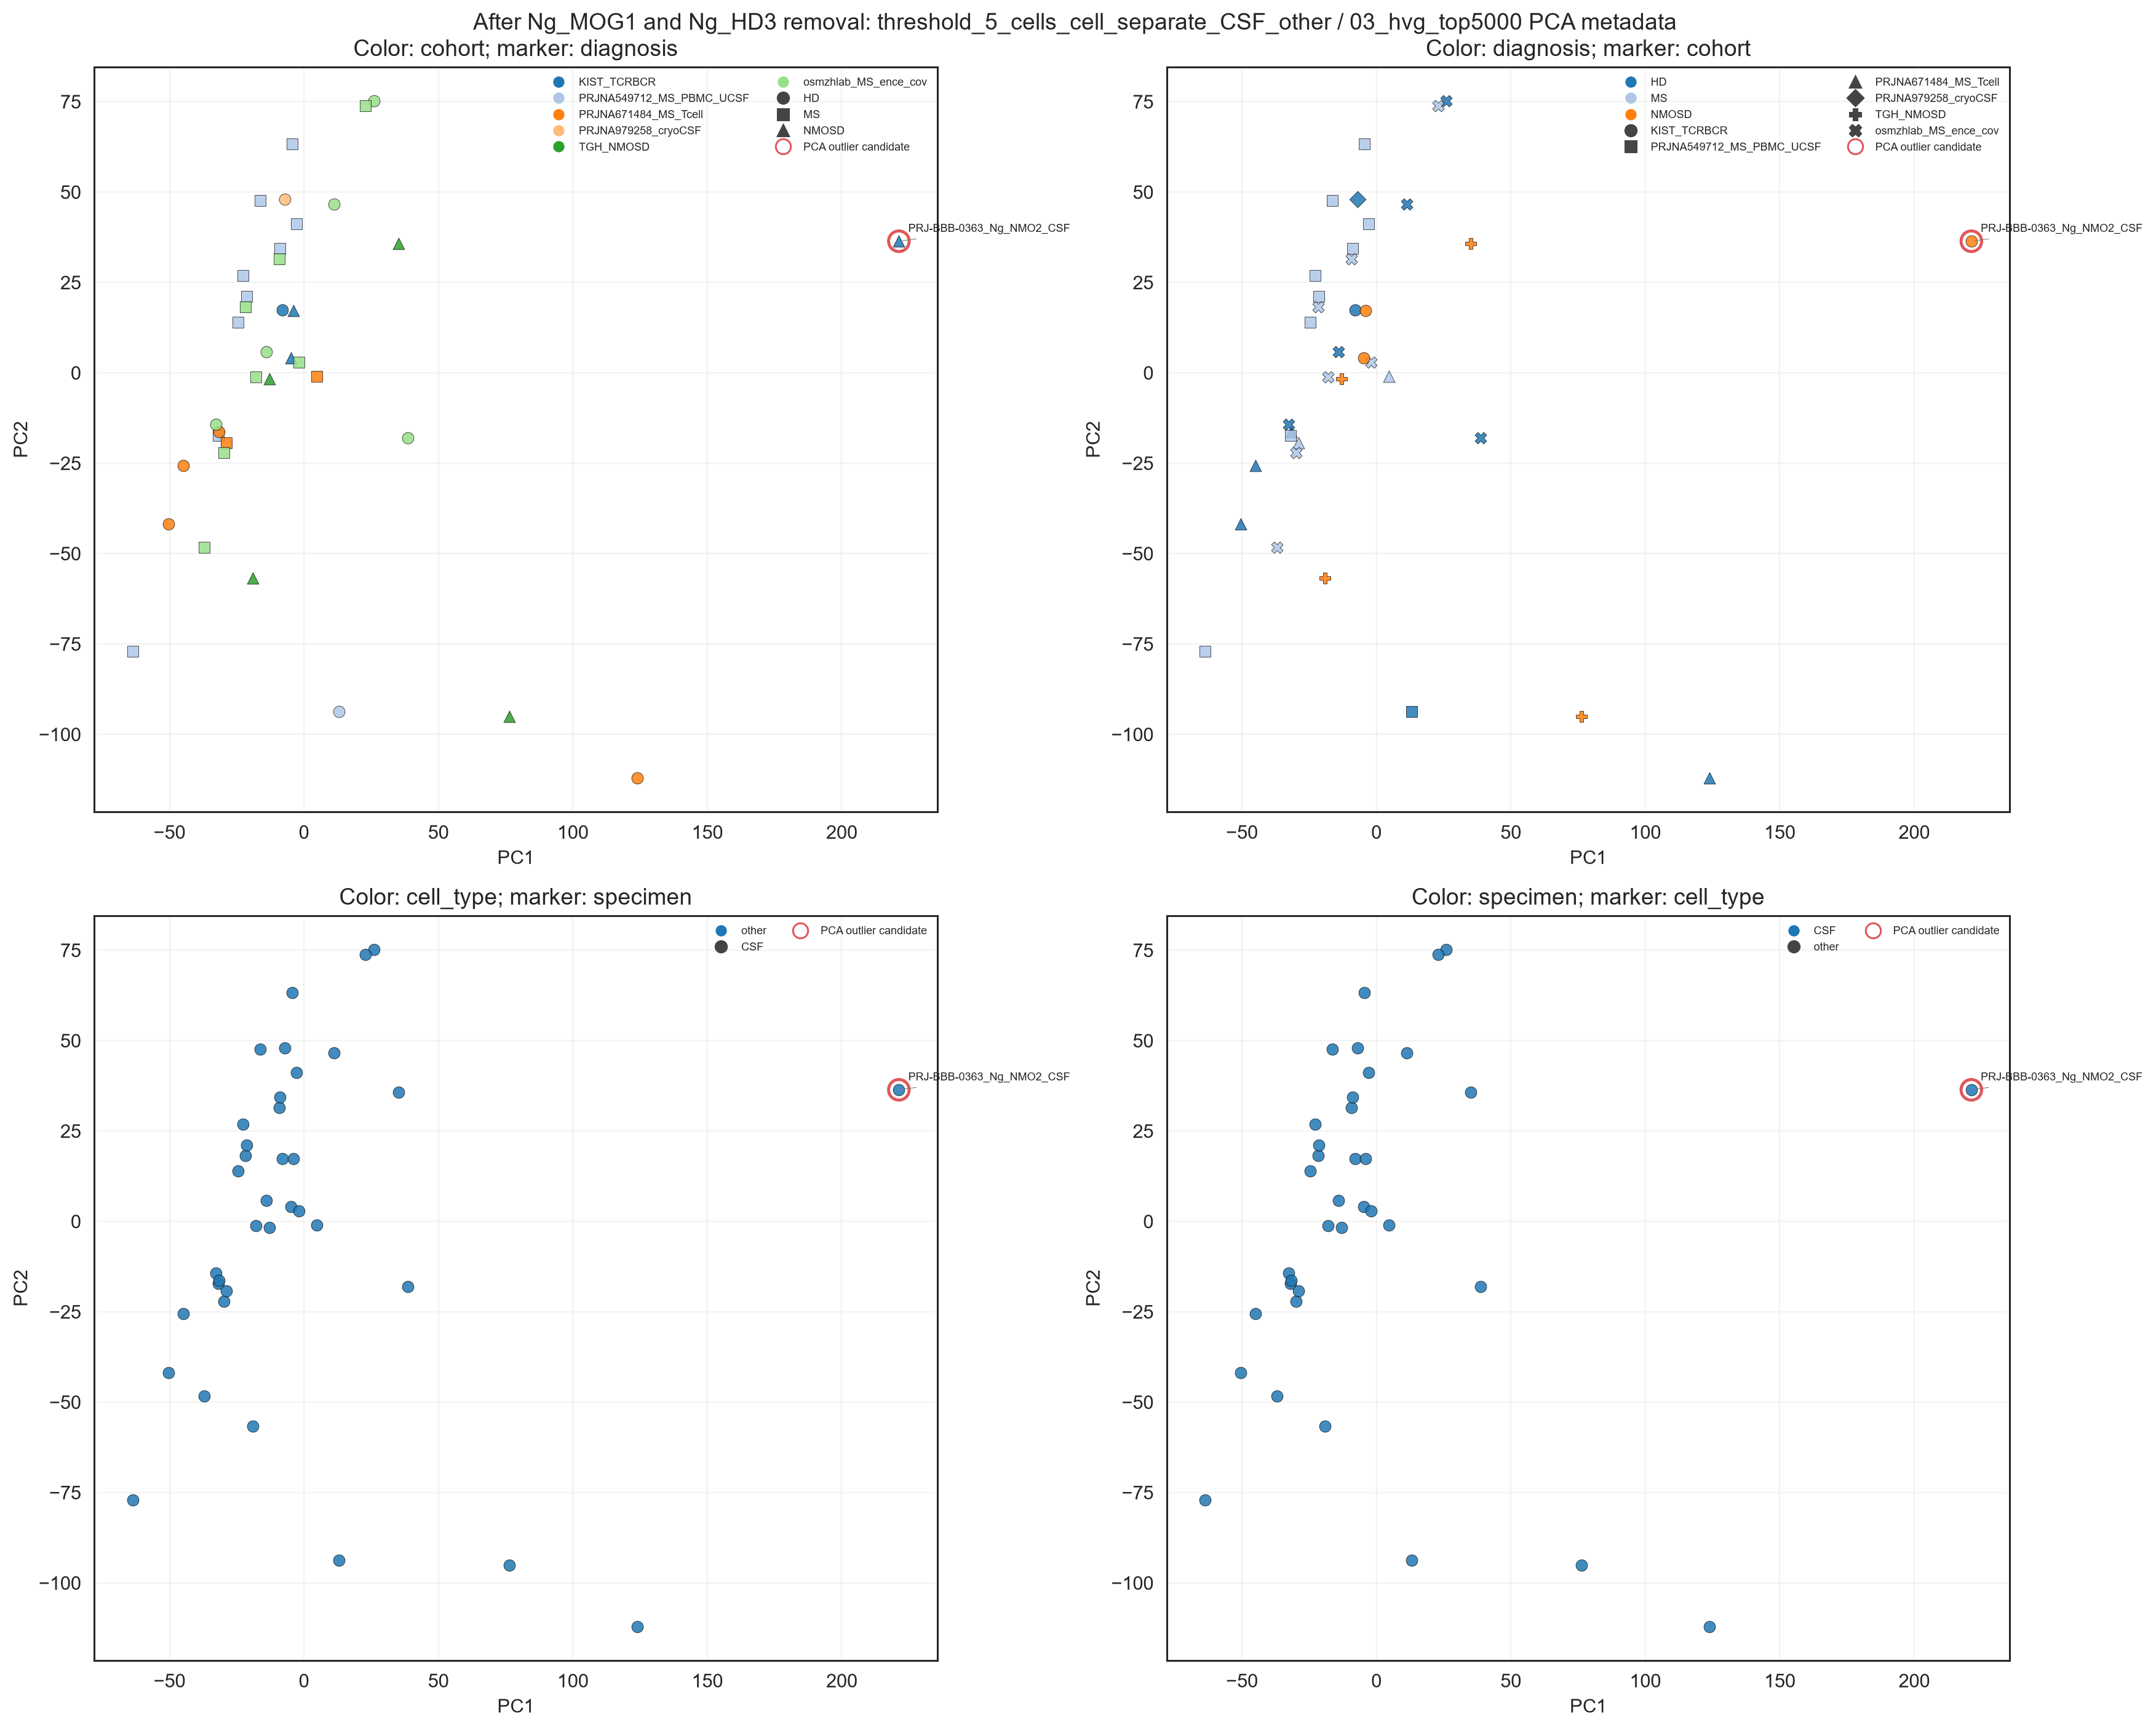 After Ng_MOG1 and Ng_HD3 removal: threshold_5_cells_cell_separate_CSF_other / 03_hvg_top5000 PCA metadata
Color: cohort; marker: diagnosis
KIST_TCRBCR
PRJNA549712_MS_PBMC_UCSF
PRJNA671484_MS_Tcell
PRJNA979258_cryoCSF
TGH_NMOSD
osmzhlab_MS_ence_cov
HD
MS
NMOSD
PCA outlier candidate
PRJ-BBB-0363_Ng_NMO2_CSF
75
50
25
0
−25
−50
−75
−100
PC2
−50 0 50 100 150 200
PC1
Color: diagnosis; marker: cohort
HD
MS
NMOSD
KIST_TCRBCR
PRJNA549712_MS_PBMC_UCSF
PRJNA671484_MS_Tcell
PRJNA979258_cryoCSF
TGH_NMOSD
osmzhlab_MS_ence_cov
PCA outlier candidate
PRJ-BBB-0363_Ng_NMO2_CSF
75
50
25
0
−25
−50
−75
−100
PC2
−50 0 50 100 150 200
PC1
Color: cell_type; marker: specimen
other
CSF
PCA outlier candidate
PRJ-BBB-0363_Ng_NMO2_CSF
75
50
25
0
−25
−50
−75
−100
PC2
−50 0 50 100 150 200
PC1
Color: specimen; marker: cell_type
CSF
other
PCA outlier candidate
PRJ-BBB-0363_Ng_NMO2_CSF
75
50
25
0
−25
−50
−75
−100
PC2
−50 0 50 100 150 200
PC1